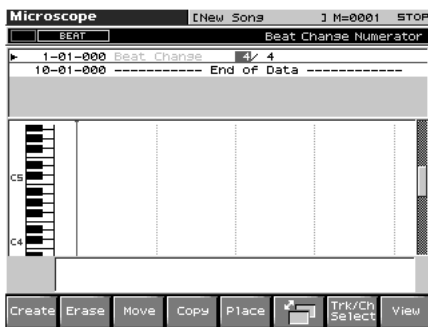 Microscope [New Song ] M=0001 STOP
BEAT Beat Change Numerator
1-01-000 Beat Change 4/ 4
10-01-000 ----------- End of Data ------------
C5
C4
Create Erase Move Copy Place Trk/Ch Select View